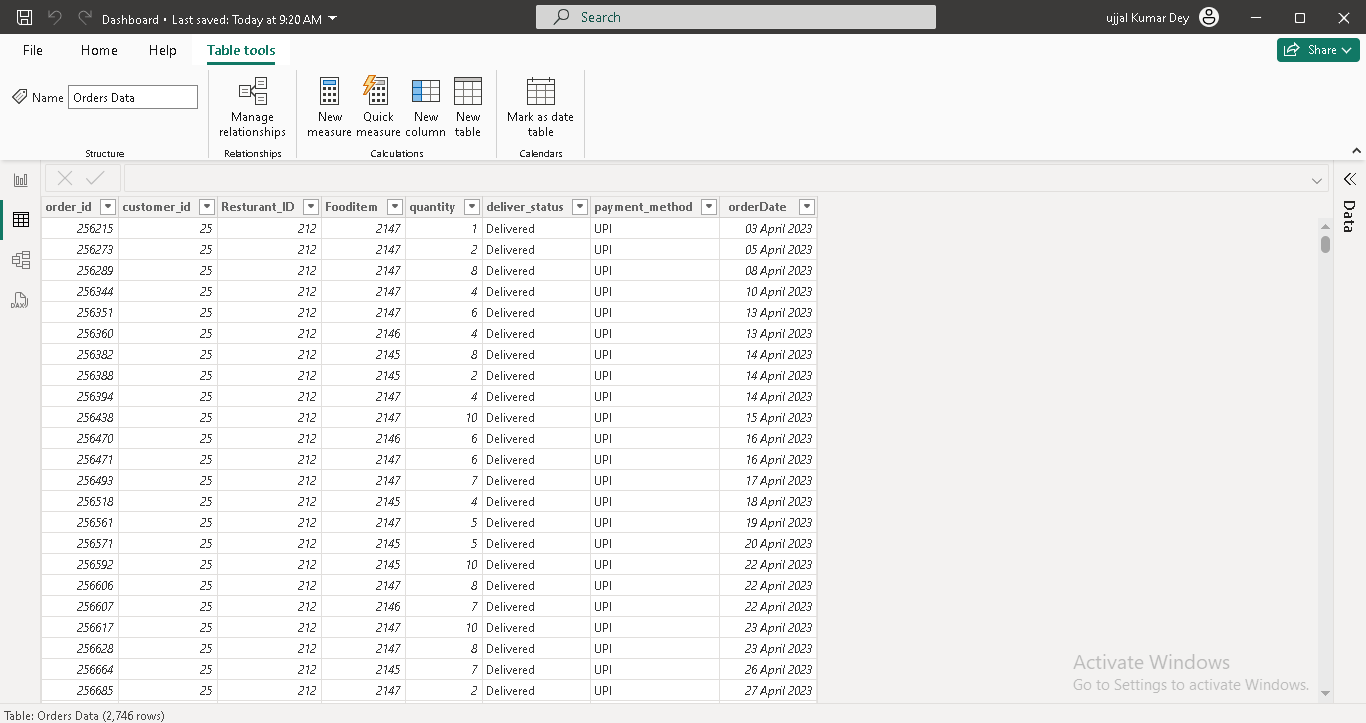 Dashboard • Last saved: Today at 9:20 AM
Search
ujjal Kumar Dey
File Home Help Table tools
Share
Name Orders Data
Manage relationships
New measure
Quick measure
New column
New table
Mark as date table
Structure Relationships Calculations Calendars
Data
DAX
order_id customer_id Resturant_ID Fooditem quantity deliver_status payment_method orderDate
256215 25 212 2147 1 Delivered UPI 03 April 2023
256273 25 212 2147 2 Delivered UPI 05 April 2023
256289 25 212 2147 8 Delivered UPI 08 April 2023
256344 25 212 2147 4 Delivered UPI 10 April 2023
256351 25 212 2147 6 Delivered UPI 13 April 2023
256360 25 212 2146 4 Delivered UPI 13 April 2023
256382 25 212 2145 8 Delivered UPI 14 April 2023
256388 25 212 2145 2 Delivered UPI 14 April 2023
256394 25 212 2147 4 Delivered UPI 14 April 2023
256438 25 212 2147 10 Delivered UPI 15 April 2023
256470 25 212 2146 6 Delivered UPI 16 April 2023
256471 25 212 2147 6 Delivered UPI 16 April 2023
256493 25 212 2147 7 Delivered UPI 17 April 2023
256518 25 212 2145 4 Delivered UPI 18 April 2023
256561 25 212 2147 5 Delivered UPI 19 April 2023
256571 25 212 2145 5 Delivered UPI 20 April 2023
256592 25 212 2145 10 Delivered UPI 22 April 2023
256606 25 212 2147 8 Delivered UPI 22 April 2023
256607 25 212 2146 7 Delivered UPI 22 April 2023
256617 25 212 2147 10 Delivered UPI 23 April 2023
256628 25 212 2147 8 Delivered UPI 23 April 2023
256664 25 212 2145 7 Delivered UPI 26 April 2023
256685 25 212 2147 2 Delivered UPI 27 April 2023
Activate Windows
Go to Settings to activate Windows.
Table: Orders Data (2,746 rows)